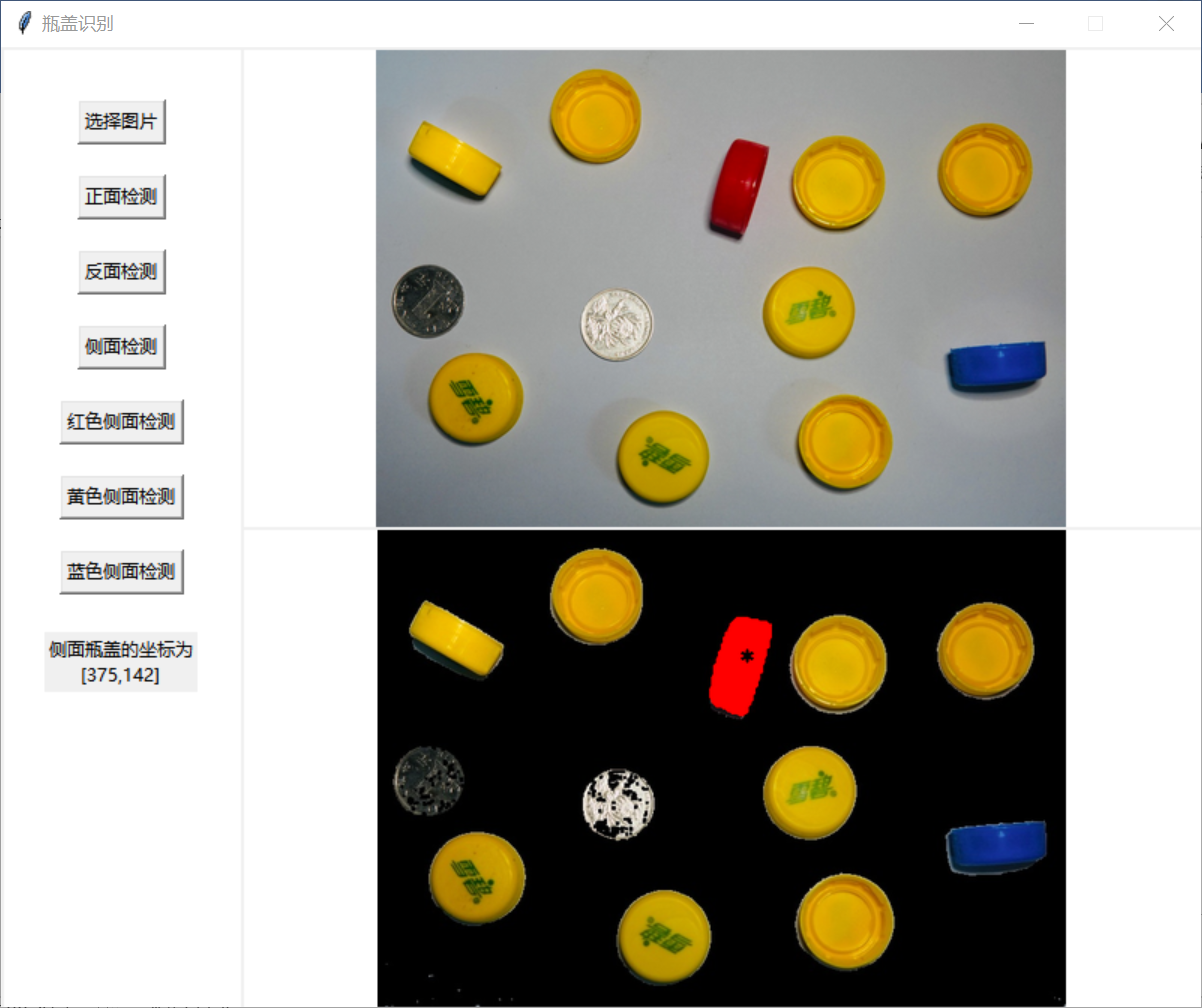 瓶盖识别
选择图片
正面检测
反面检测
侧面检测
红色侧面检测
黄色侧面检测
蓝色侧面检测
侧面瓶盖的坐标为
[375,142]